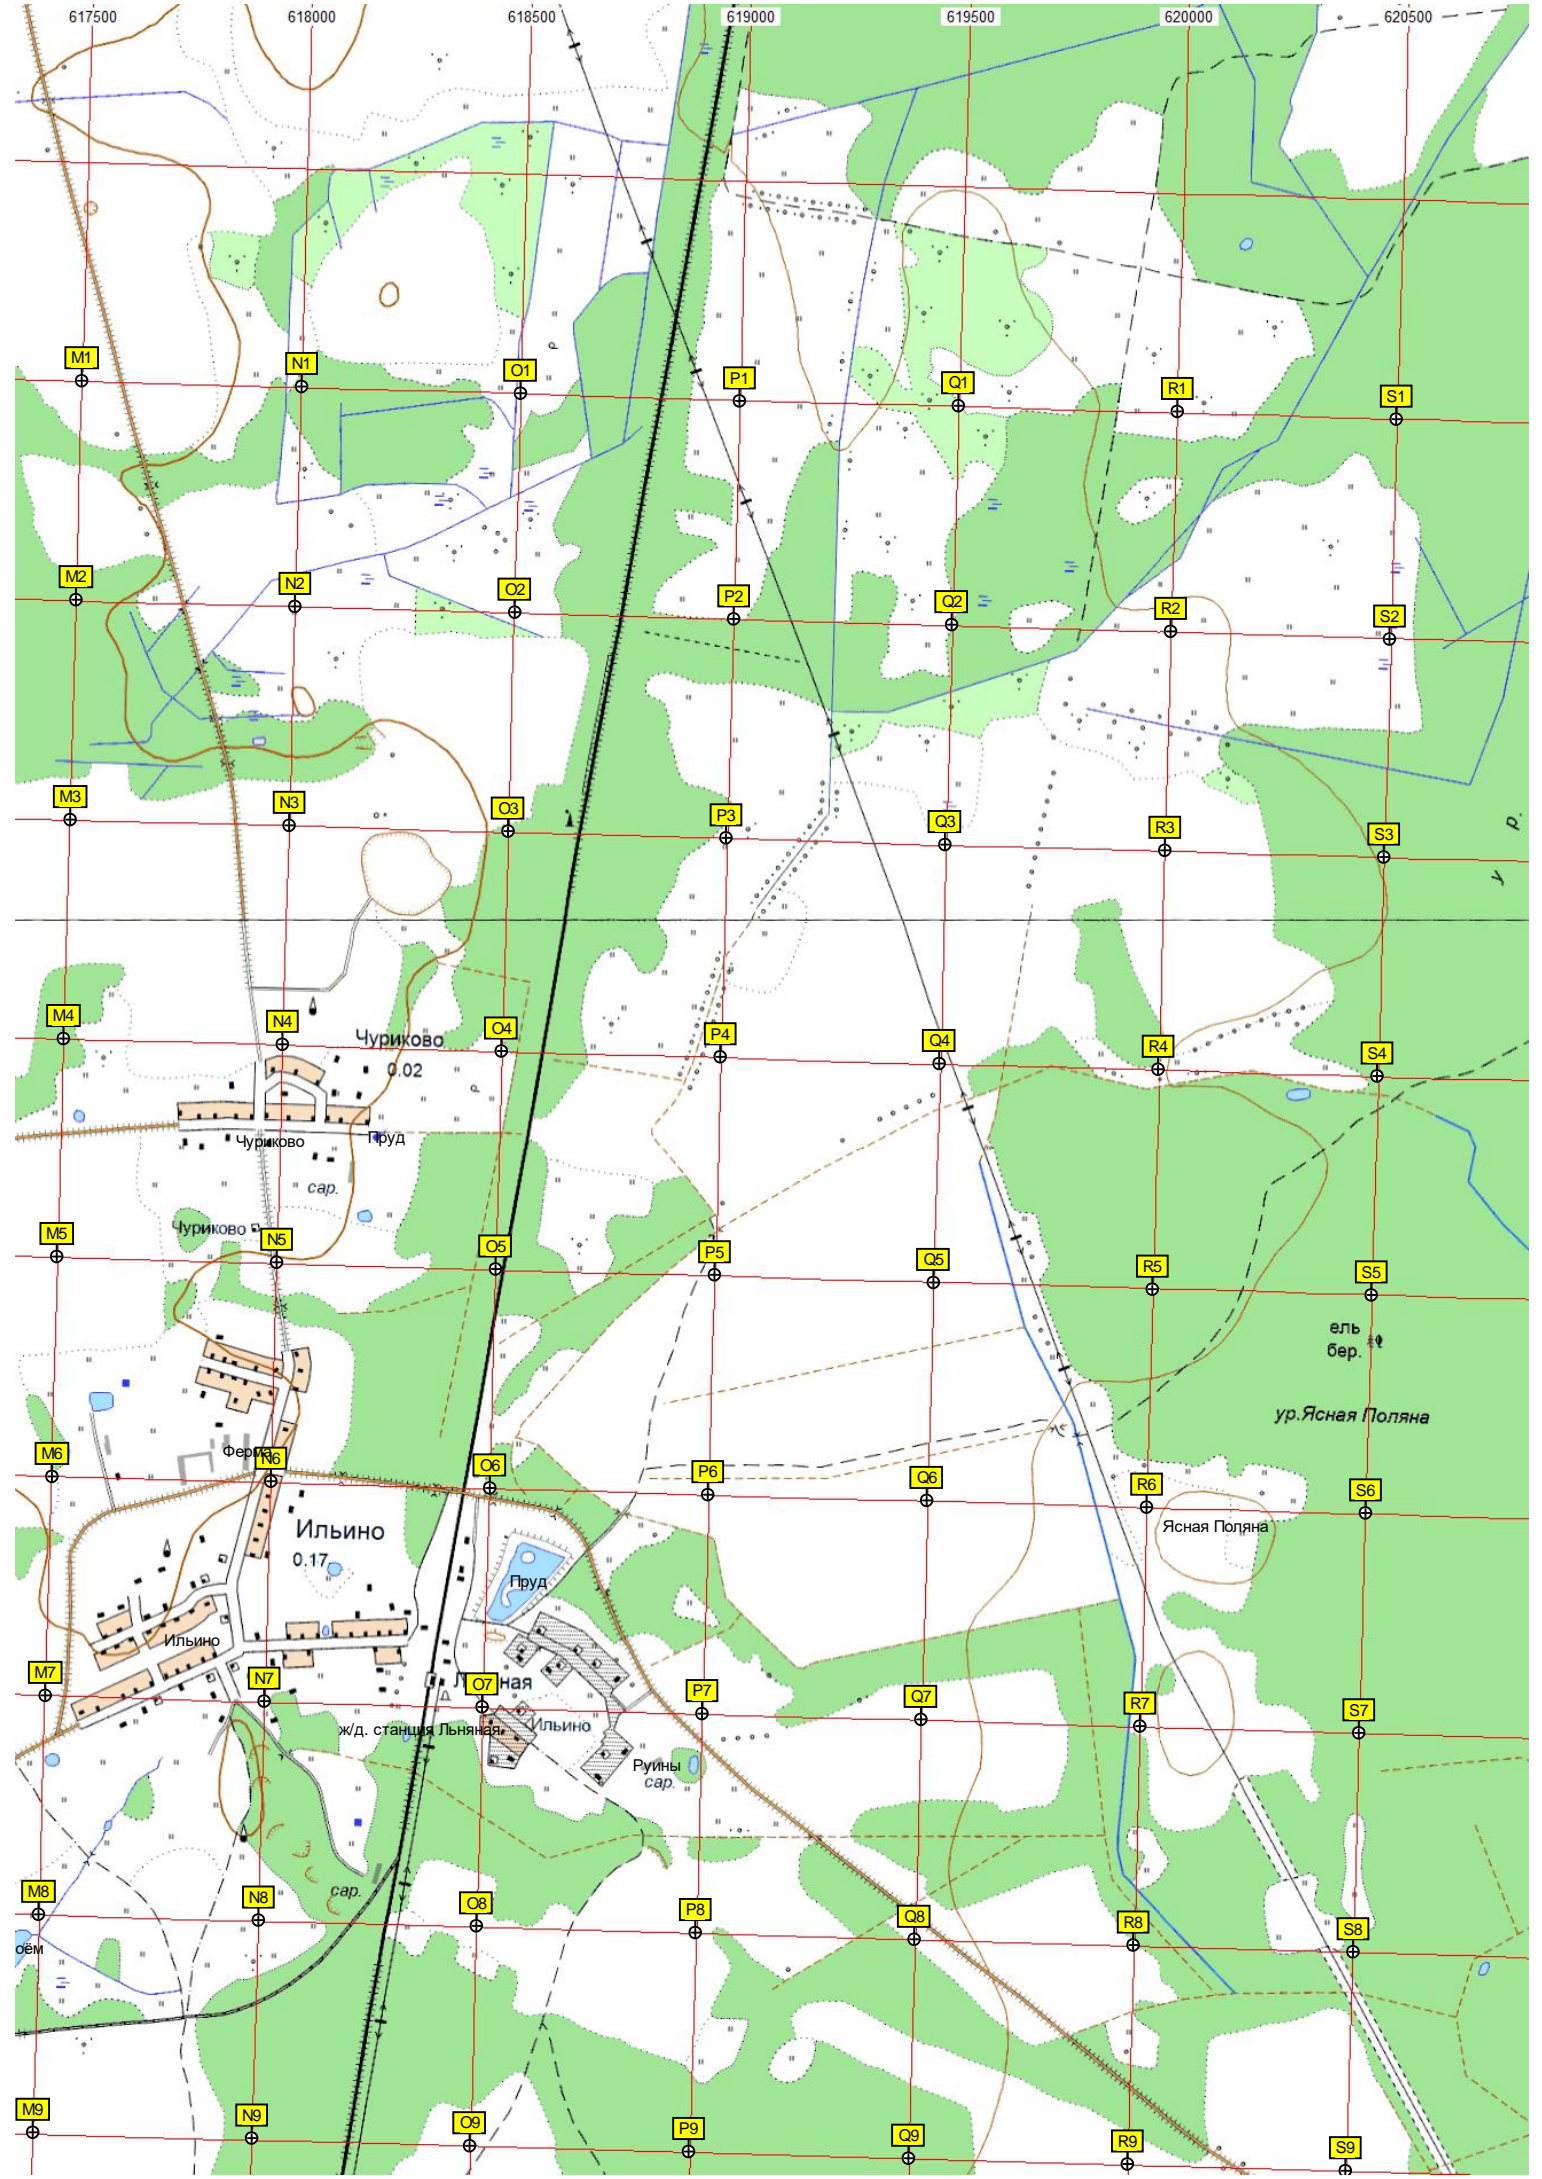 617500 618000 618500 619000 619500 620000 620500
M1 N1 O1 P1 Q1 R1 S1
M2 N2 O2 P2 Q2 R2 S2
M3 N3 O3 P3 Q3 R3 S3
р.
у
M4 N4 O4 P4 Q4 R4 S4
Чуриково
0.02
Чуриково Пруд
сар.
Чуриково
M5 N5 O5 P5 Q5 R5 S5
ель
бер.
ур.Ясная Поляна
Ферма
M6 N6 O6 P6 Q6 R6 S6
Ильино
0.17
Ясная Поляна
Пруд
Ильино
M7 N7 O7 P7 Q7 R7 S7
ж/д. станция Льняная
Ильино
Руины
сар.
сар.
M8 N8 O8 P8 Q8 R8 S8
оём
M9 N9 O9 P9 Q9 R9 S9